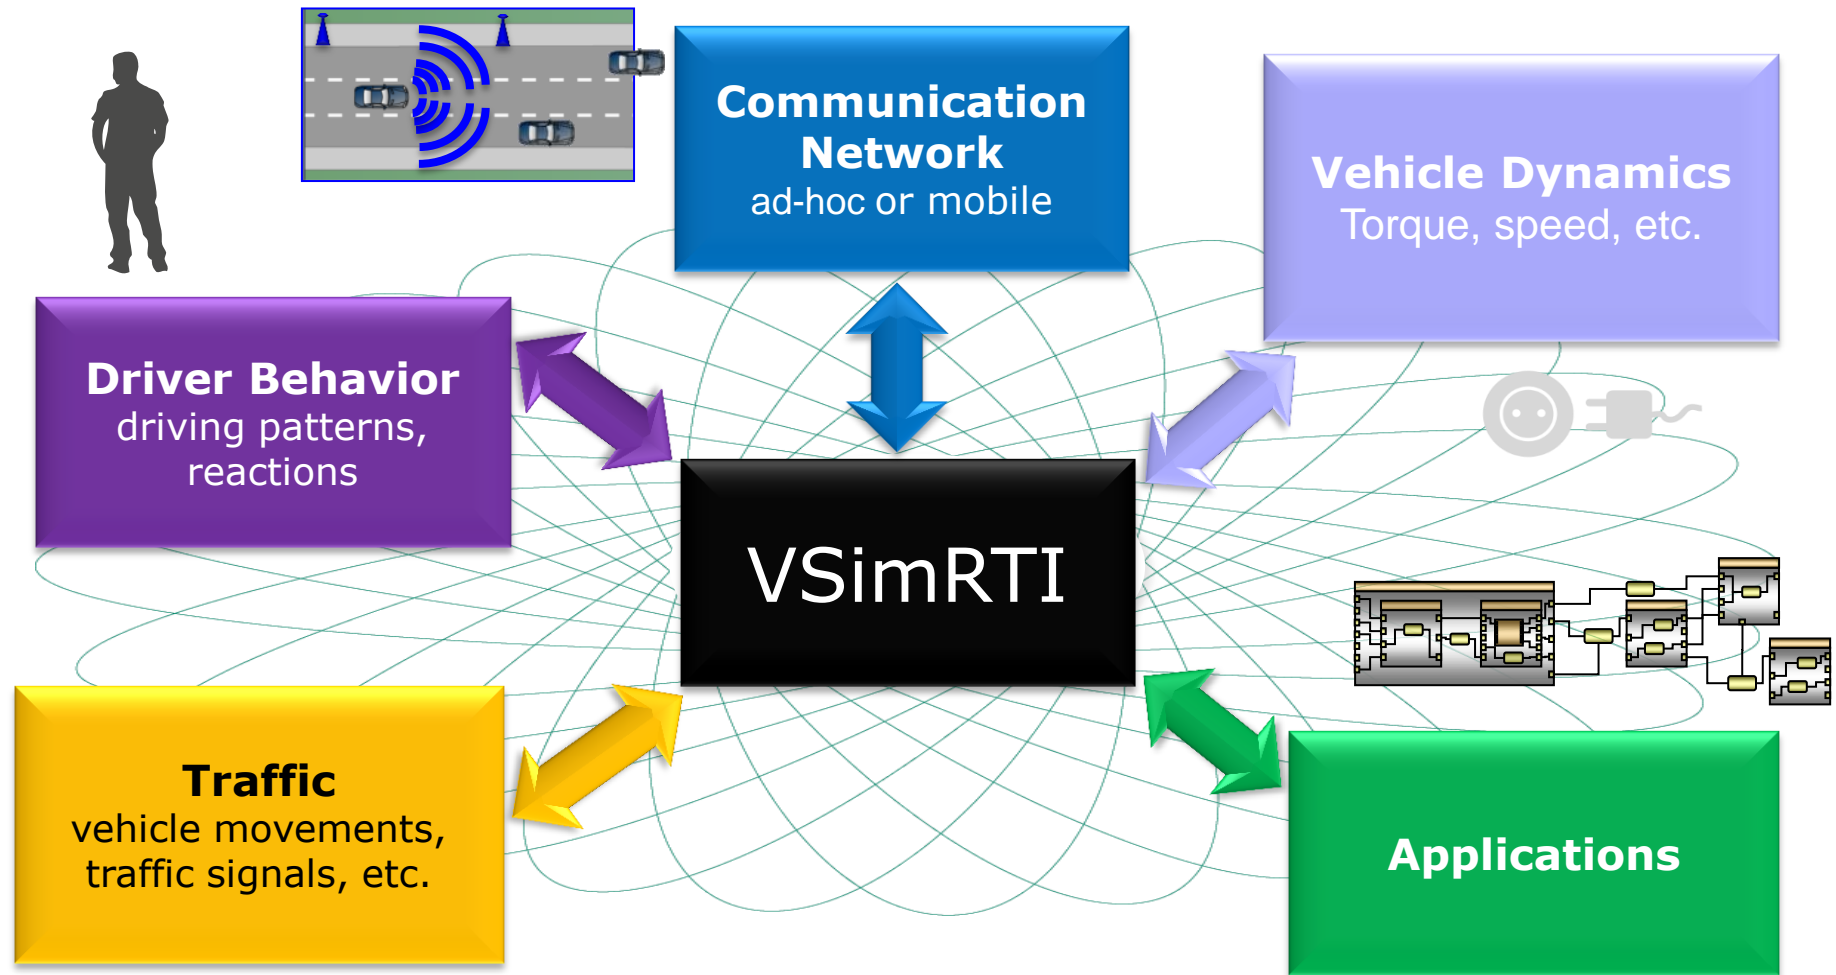 Communication
Network
ad-hoc or mobile
Vehicle Dynamics
Torque, speed, etc.
Driver Behavior
driving patterns,
reactions
VSimRTI
Traffic
vehicle movements,
traffic signals, etc.
Applications